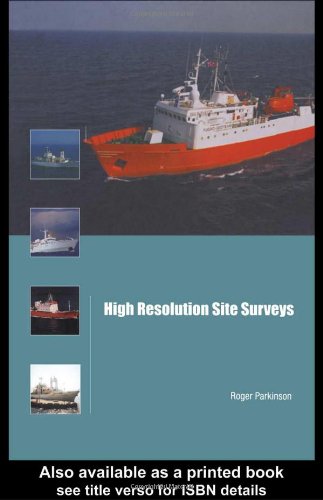 High Resolution Site Surveys
Roger Parkinson
Also available as a printed book
see title verso for ISBN details